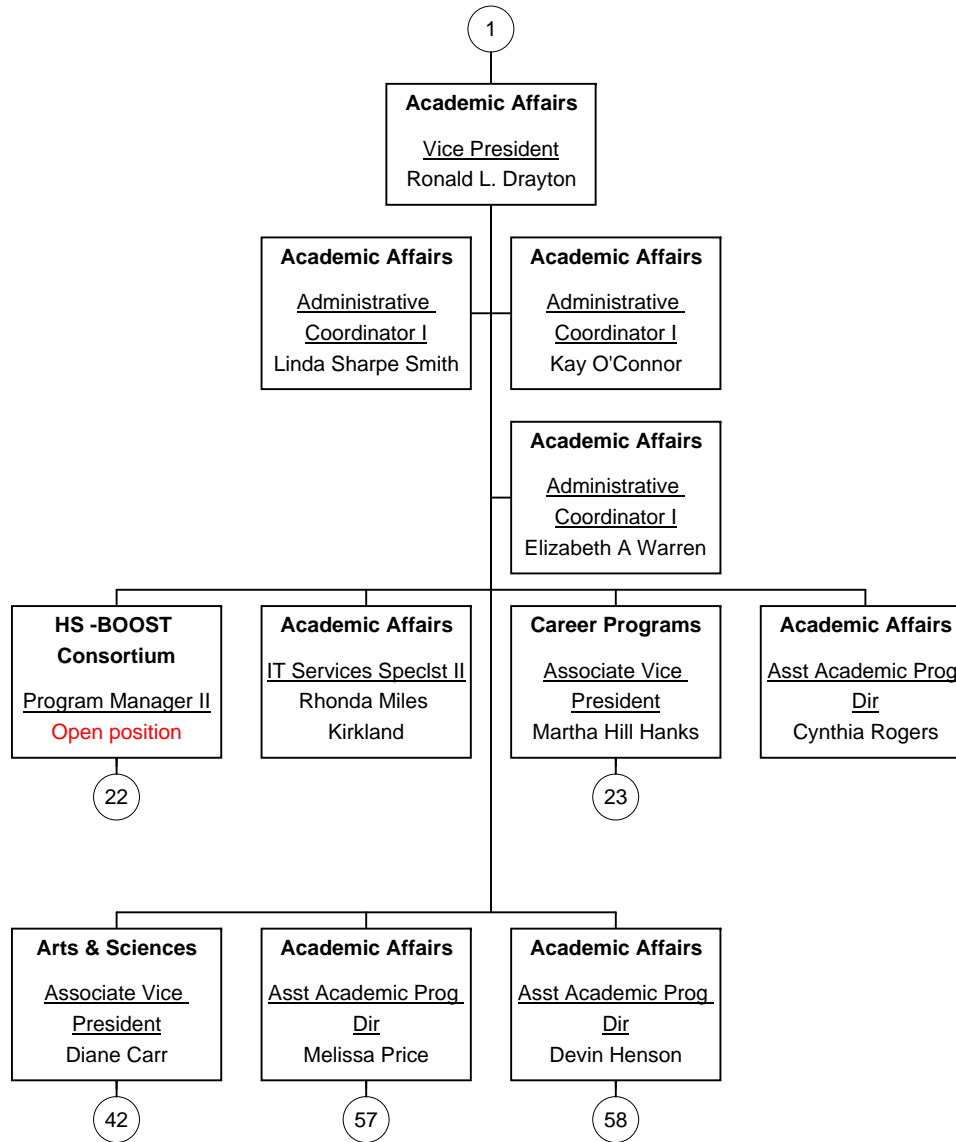 1
Academic Affairs
Vice President
Ronald L. Drayton
Academic Affairs
Administrative
Coordinator I
Linda Sharpe Smith
Academic Affairs
Administrative
Coordinator I
Kay O'Connor
Academic Affairs
Administrative
Coordinator I
Elizabeth A Warren
HS -BOOST
Consortium
Program Manager II
Open position
22
Academic Affairs
IT Services Speclst II
Rhonda Miles
Kirkland
Career Programs
Associate Vice
President
Martha Hill Hanks
23
Academic Affairs
Asst Academic Prog
Dir
Cynthia Rogers
Arts & Sciences
Associate Vice
President
Diane Carr
42
Academic Affairs
Asst Academic Prog
Dir
Melissa Price
57
Academic Affairs
Asst Academic Prog
Dir
Devin Henson
58